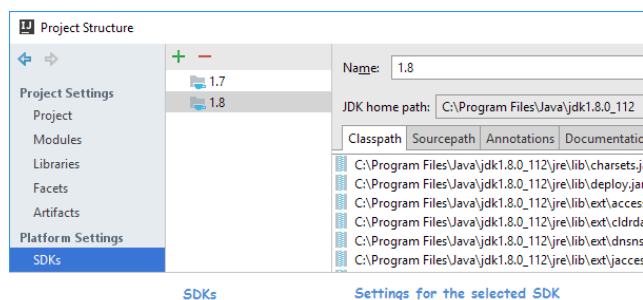 Project Structure
Project Settings
Project
Modules
Libraries
Facets
Artifacts
Platform Settings
SDKs
1.7
1.8
Name: 1.8
JDK home path: C:\Program Files\Java\jdk1.8.0_112
Classpath Sourcepath Annotations Documentatic
C:\Program Files\Java\jdk1.8.0_112\jre\lib\charsets.j
C:\Program Files\Java\jdk1.8.0_112\jre\lib\deploy.jar
C:\Program Files\Java\jdk1.8.0_112\jre\lib\ext\access
C:\Program Files\Java\jdk1.8.0_112\jre\lib\ext\cldrda
C:\Program Files\Java\jdk1.8.0_112\jre\lib\ext\dnsns
C:\Program Files\Java\jdk1.8.0_112\jre\lib\ext\jacces
SDKs
Settings for the selected SDK